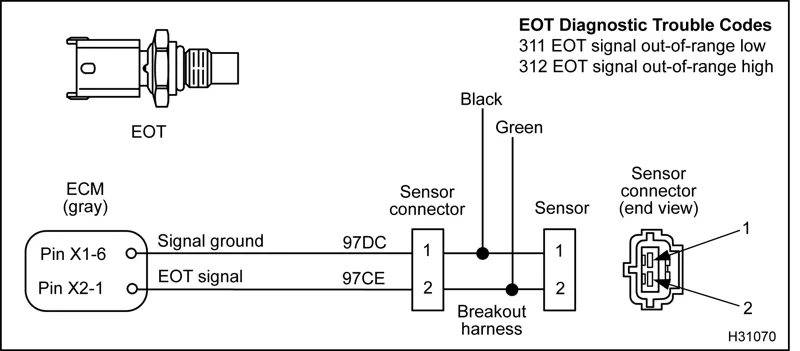 EOT Diagnostic Trouble Codes
311 EOT signal out-of-range low
312 EOT signal out-of-range high
EOT
Black
Green
ECM
(gray)
Sensor
connector
Sensor
Sensor
connector
(end view)
Pin X1-6
Signal ground
97DC
1
1
1
Pin X2-1
EOT signal
97CE
2
2
2
Breakout
harness
H31070